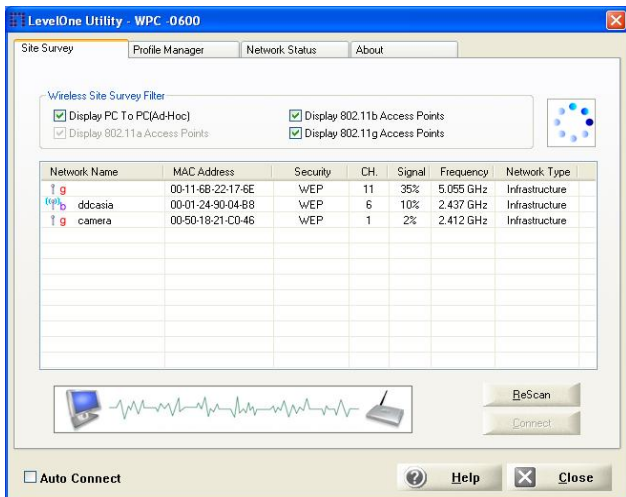 LevelOne Utility - WPC -0600
Site Survey Profile Manager Network Status About
Wireless Site Survey Filter
Display PC To PC(Ad-Hoc) Display 802.11b Access Points
Display 802.11a Access Points Display 802.11g Access Points
Network Name MAC Address Security CH. Signal Frequency Network Type
g 00-11-6B-22-17-6E WEP 11 35% 5.055 GHz Infrastructure
b ddcasia 00-01-24-90-04-B8 WEP 6 10% 2.437 GHz Infrastructure
g camera 00-50-18-21-C0-46 WEP 1 2% 2.412 GHz Infrastructure
ReScan
Connect
Auto Connect Help Close